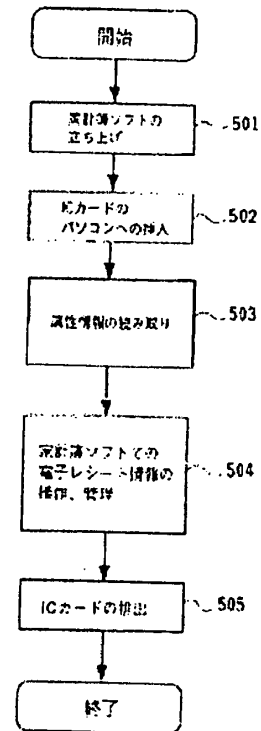 開始
家計簿ソフトの
立ち上げ
501
ICカードの
パソコンへの挿入
502
属性情報の読み取り
503
家計簿ソフトでの
電子レシート情報の
操作、管理
504
ICカードの排出
505
終了